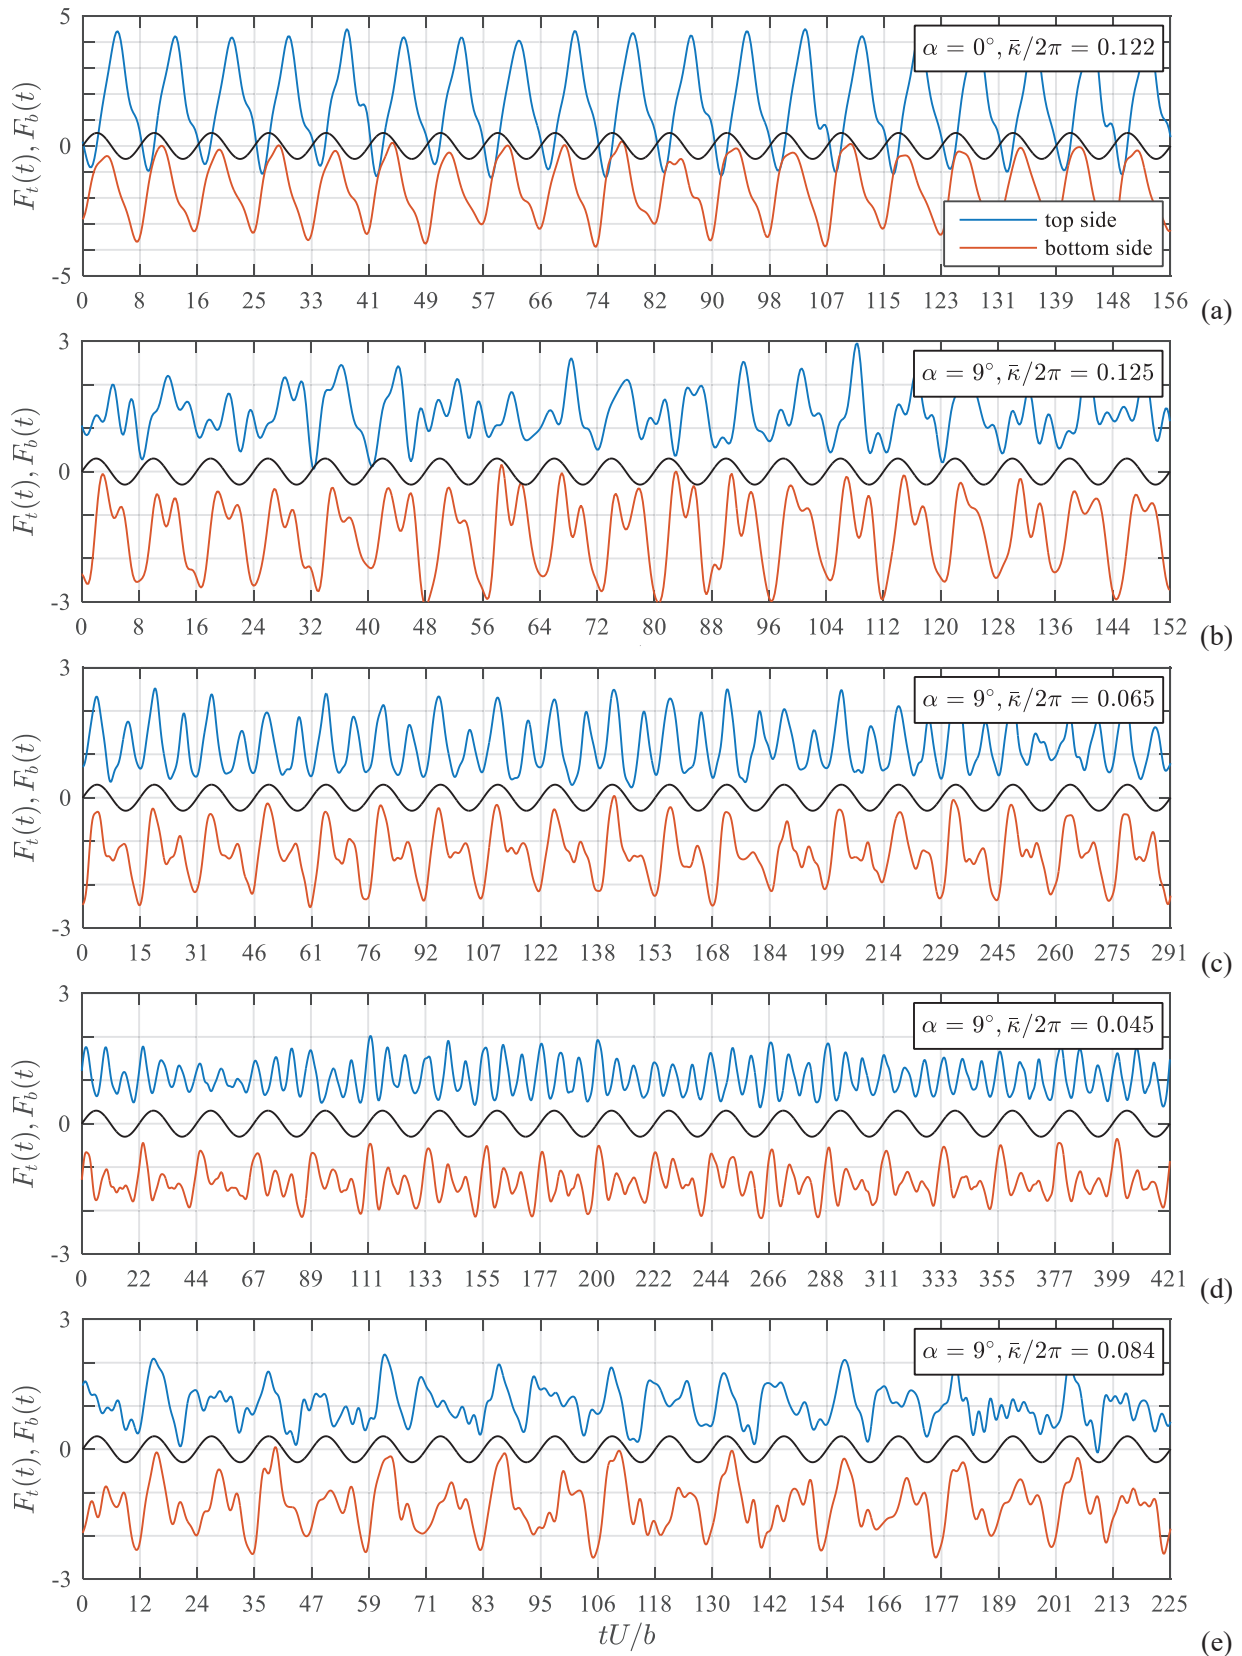 5
0
-5
F_t(t), F_b(t)
α = 0°, κ̄/2π = 0.122
top side
bottom side
0 8 16 25 33 41 49 57 66 74 82 90 98 107 115 123 131 139 148 156
(a)
3
0
-3
F_t(t), F_b(t)
α = 9°, κ̄/2π = 0.125
0 8 16 24 32 40 48 56 64 72 80 88 96 104 112 120 128 136 144 152
(b)
3
0
-3
F_t(t), F_b(t)
α = 9°, κ̄/2π = 0.065
0 15 31 46 61 76 92 107 122 138 153 168 184 199 214 229 245 260 275 291
(c)
3
0
-3
F_t(t), F_b(t)
α = 9°, κ̄/2π = 0.045
0 22 44 67 89 111 133 155 177 200 222 244 266 288 311 333 355 377 399 421
(d)
3
0
-3
F_t(t), F_b(t)
α = 9°, κ̄/2π = 0.084
0 12 24 35 47 59 71 83 95 106 118 130 142 154 166 177 189 201 213 225
tU/b
(e)